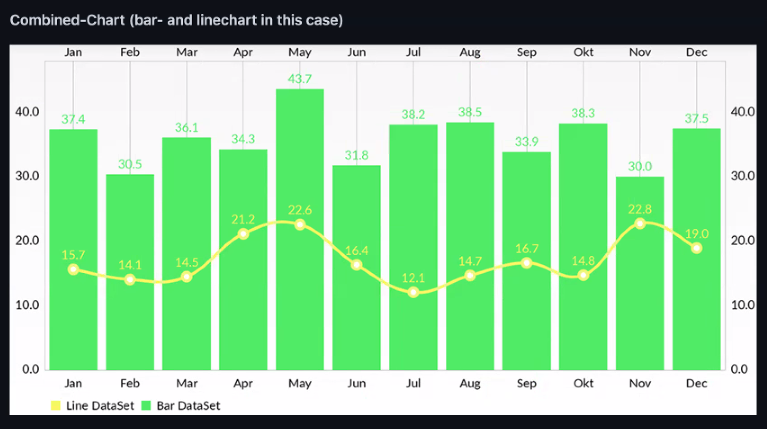 Combined-Chart (bar- and linechart in this case)
Jan Feb Mar Apr May Jun Jul Aug Sep Okt Nov Dec
43.7
40.0 40.0
37.4 30.5 36.1 34.3 31.8 38.2 38.5 33.9 38.3 30.0 37.5
30.0 30.0
15.7 14.1 14.5 21.2 22.6 16.4 12.1 14.7 16.7 14.8 22.8 19.0
20.0 20.0
10.0 10.0
0.0 0.0
Jan Feb Mar Apr May Jun Jul Aug Sep Okt Nov Dec
Line DataSet Bar DataSet